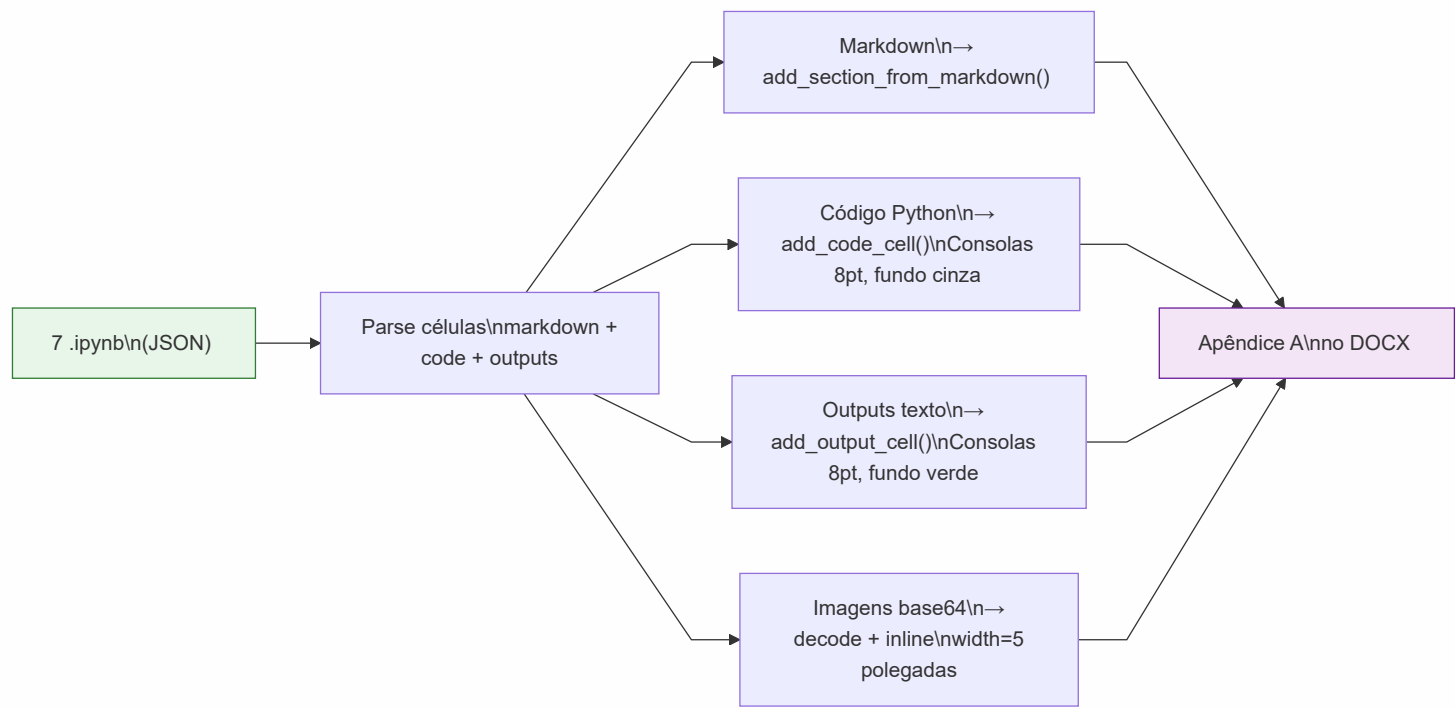 7 .ipynb\n(JSON)
Parse células\nmarkdown +
code + outputs
Markdown\n→
add_section_from_markdown()
Código Python\n→
add_code_cell()\nConsolas
8pt, fundo cinza
Outputs texto\n→
add_output_cell()\nConsolas
8pt, fundo verde
Imagens base64\n→
decode + inline\nwidth=5
polegadas
Apêndice A\nno DOCX